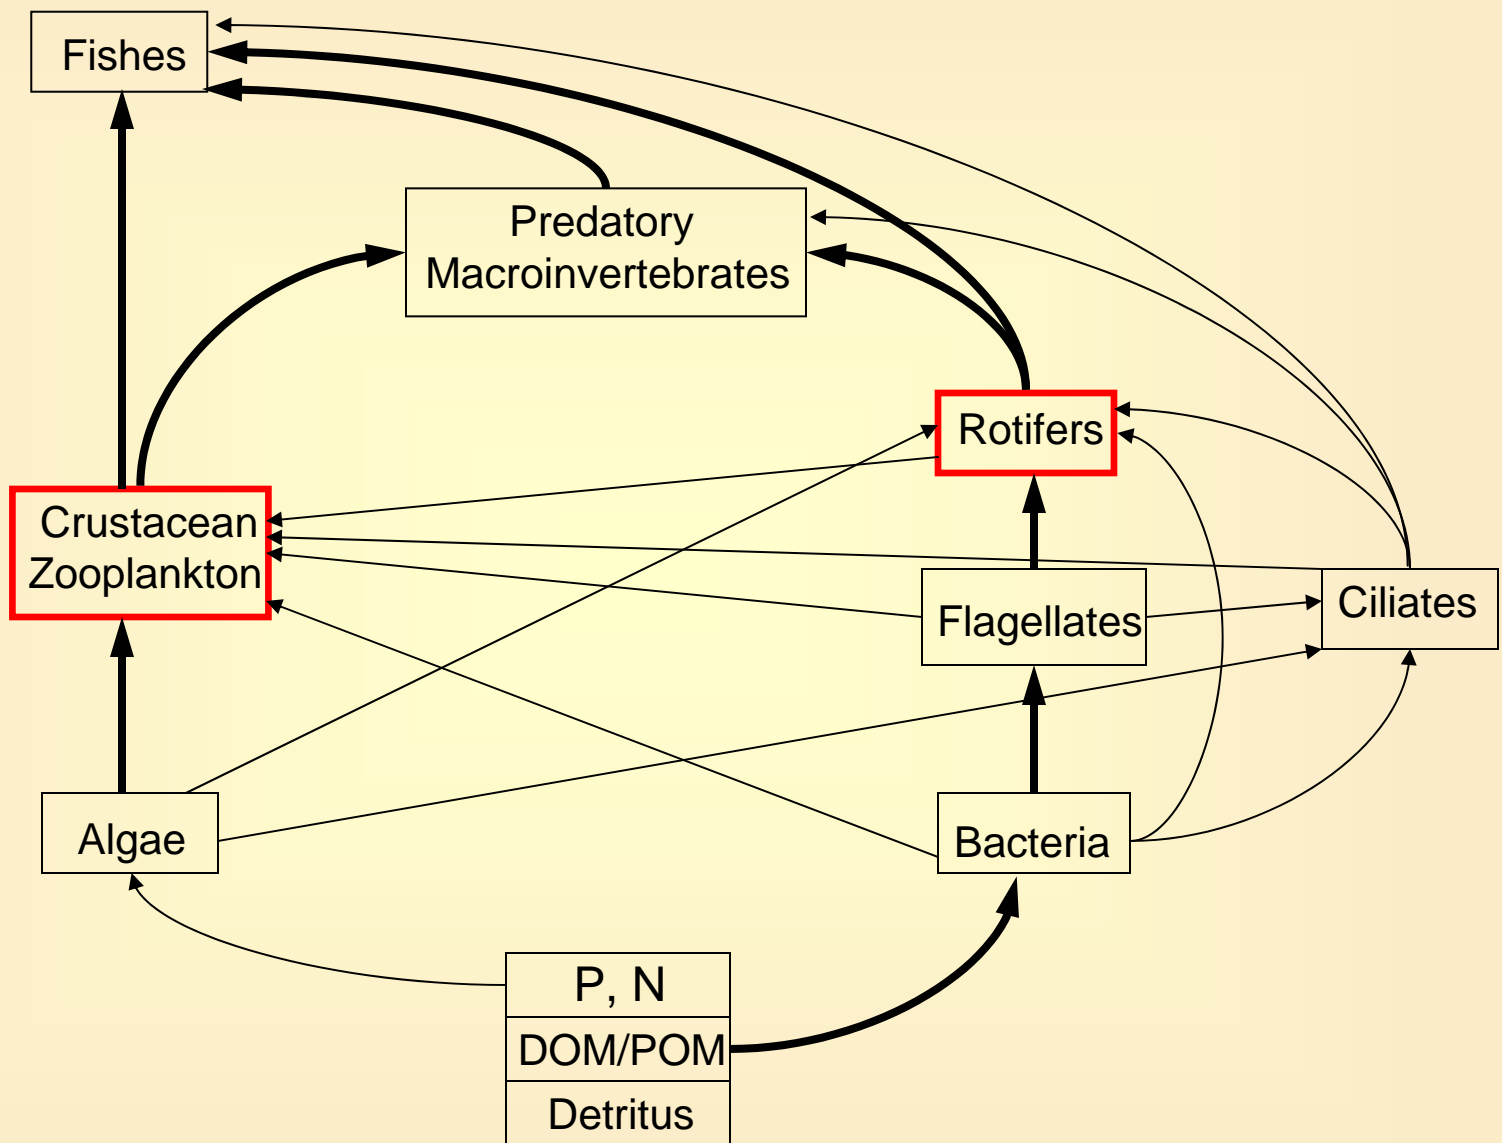 Fishes
Predatory
Macroinvertebrates
Rotifers
Crustacean
Zooplankton
Flagellates
Ciliates
Algae
Bacteria
P, N
DOM/POM
Detritus